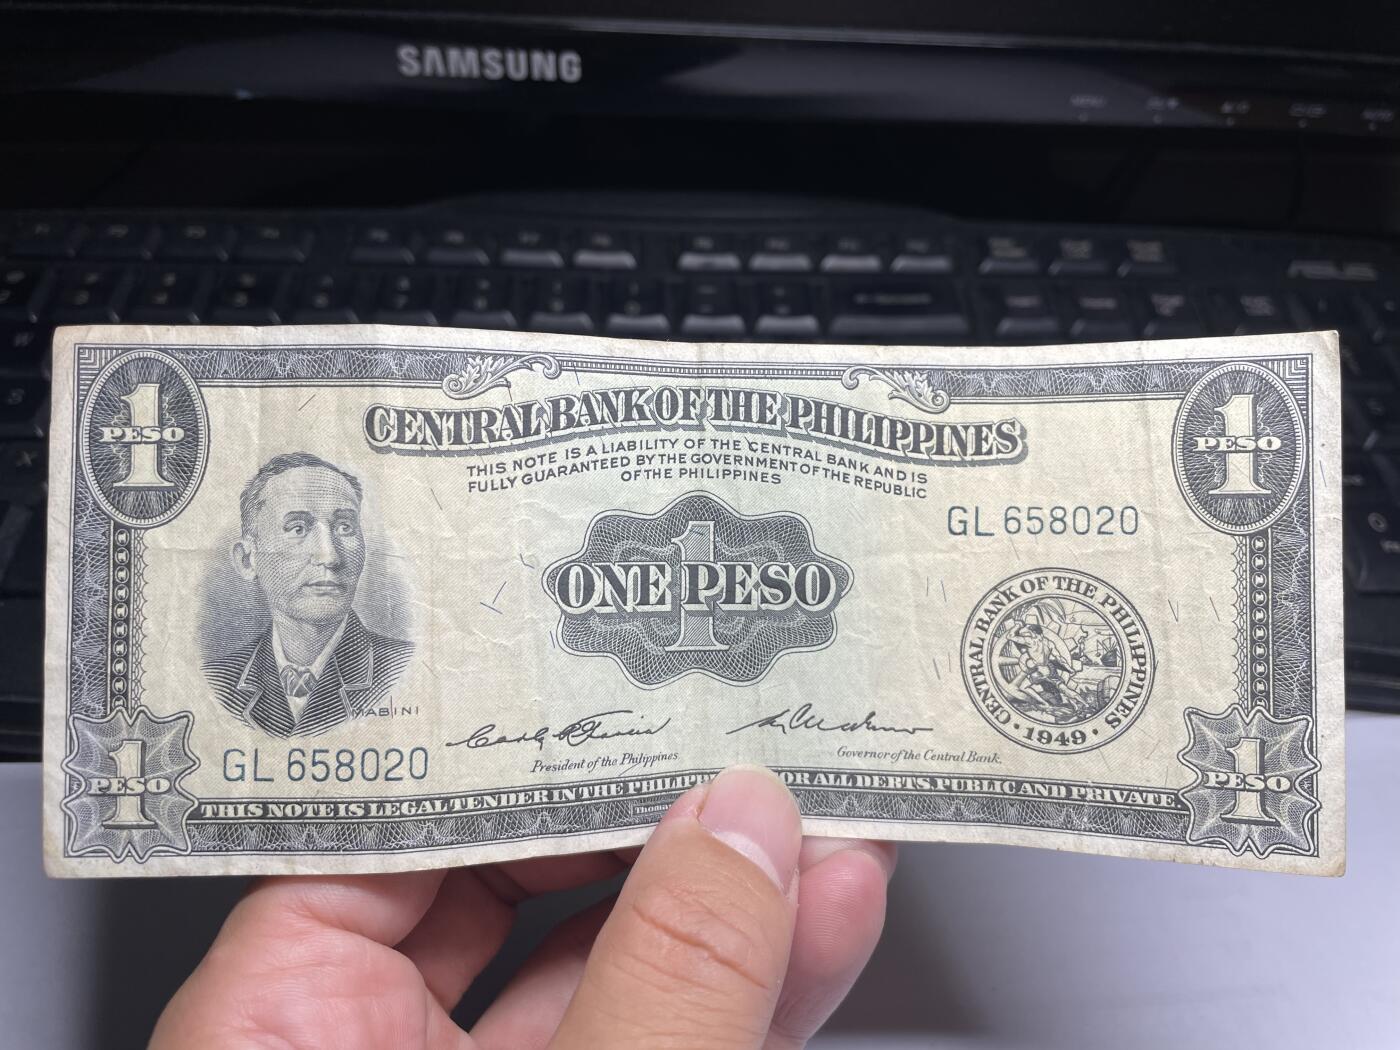 SAMSUNG
ASUS
1
PESO
1
PESO
CENTRAL BANK OF THE PHILIPPINES
THIS NOTE IS A LIABILITY OF THE CENTRAL BANK AND IS
FULLY GUARANTEED BY THE GOVERNMENT OF THE REPUBLIC
OF THE PHILIPPINES
GL 658020
1
ONE PESO
CENTRAL BANK OF THE PHILIPPINES
· 1949 ·
MABINI
GL 658020
President of the Philippines
Governor of the Central Bank.
1
PESO
1
PESO
THIS NOTE IS LEGAL TENDER IN THE PHILIPP OR ALL DEBTS, PUBLIC AND PRIVATE.
Thomas